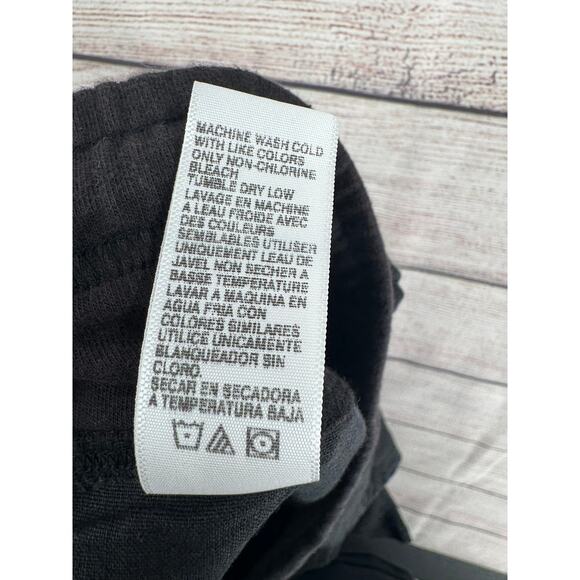 MACHINE WASH COLD
WITH LIKE COLORS
ONLY NON-CHLORINE
BLEACH
TUMBLE DRY LOW
LAVAGE EN MACHINE
A LEAU FROIDE AVEC
DES COULEURS
SEMBLABLES UTILISER
UNIQUEMENT LEAU DE
JAVEL NON SECHER A
BASSE TEMPERATURE
LAVAR A MAQUINA EN
AGUA FRIA CON
COLORES SIMILARES
UTILICE UNICAMENTE
BLANQUEADOR SIN
CLORO
SECAR EN SECADORA
A TEMPERATURA BAJA